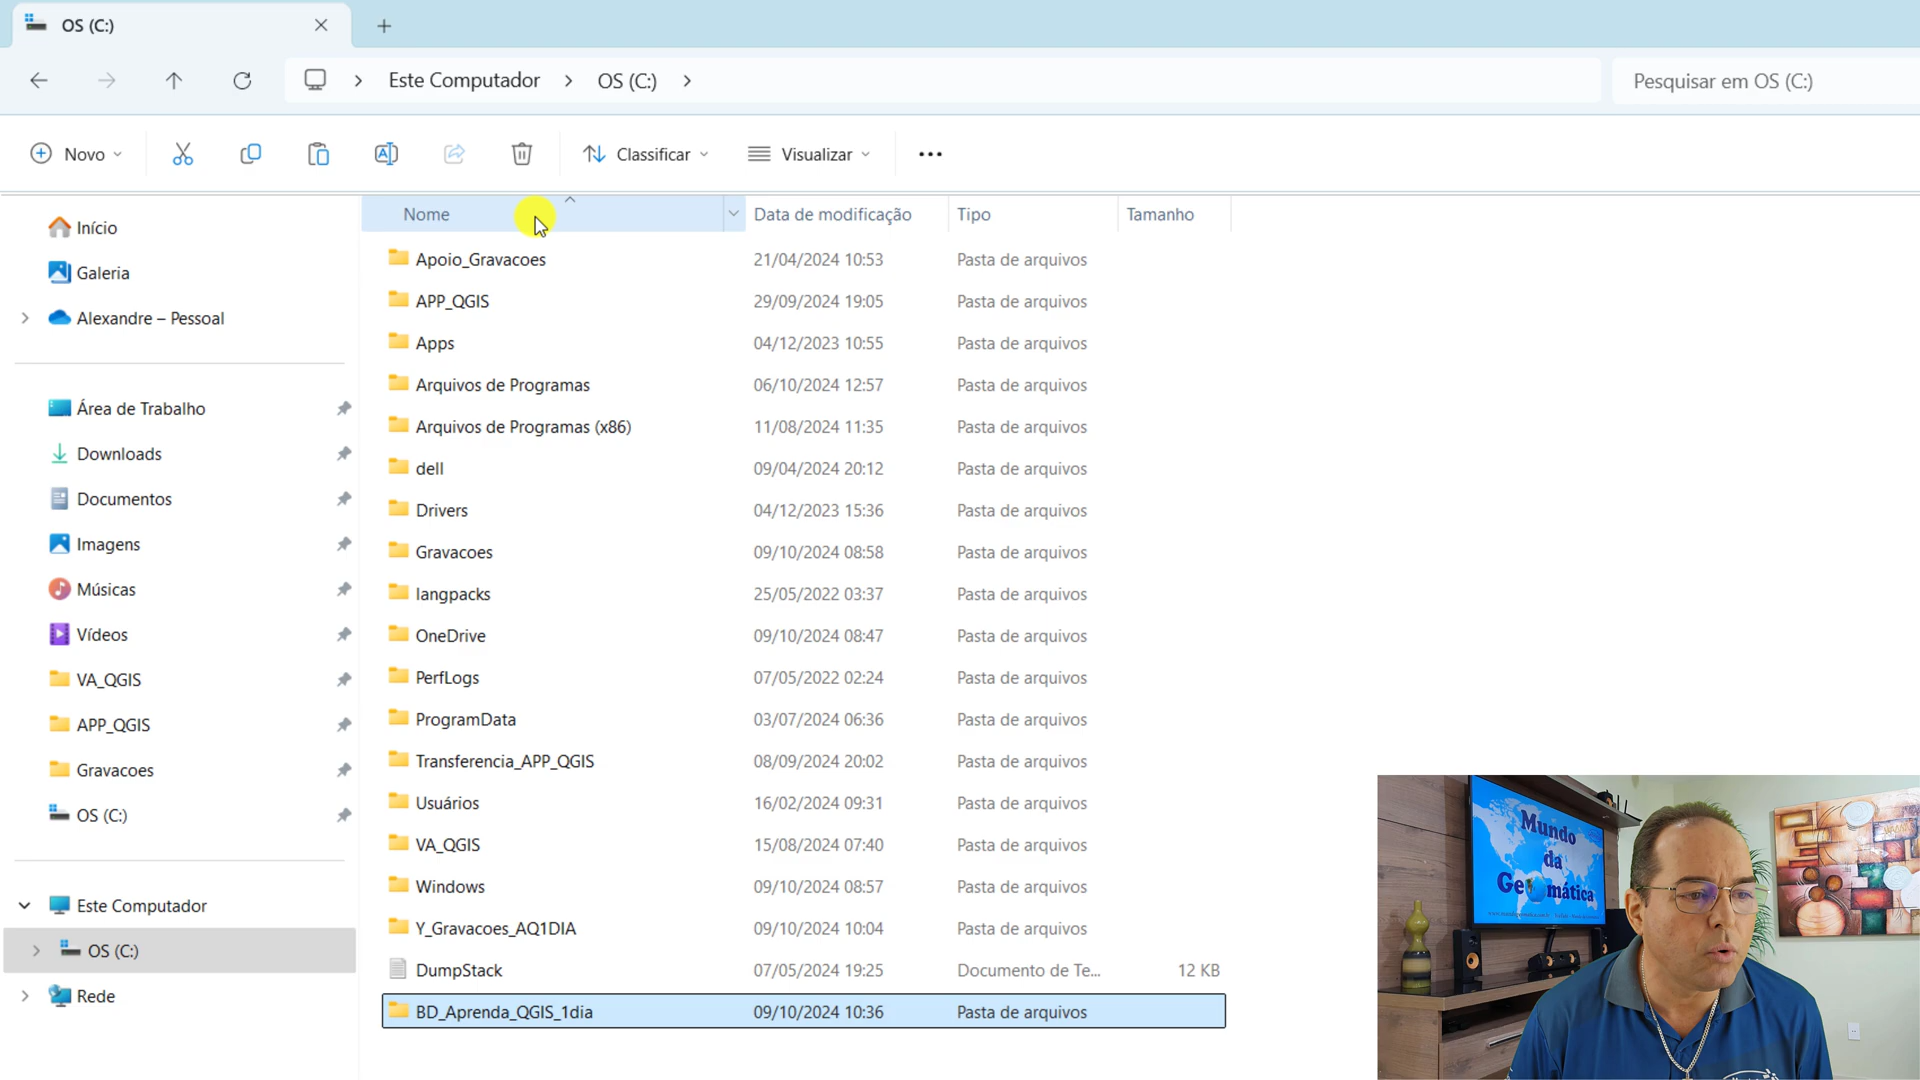 OS (C:)
Este Computador > OS (C:) >
Pesquisar em OS (C:)
Novo
Classificar
Visualizar
Nome Data de modificação Tipo Tamanho
Início
Galeria
Alexandre – Pessoal
Área de Trabalho
Downloads
Documentos
Imagens
Músicas
Vídeos
VA_QGIS
APP_QGIS
Gravacoes
OS (C:)
Este Computador
OS (C:)
Rede
Apoio_Gravacoes 21/04/2024 10:53 Pasta de arquivos
APP_QGIS 29/09/2024 19:05 Pasta de arquivos
Apps 04/12/2023 10:55 Pasta de arquivos
Arquivos de Programas 06/10/2024 12:57 Pasta de arquivos
Arquivos de Programas (x86) 11/08/2024 11:35 Pasta de arquivos
dell 09/04/2024 20:12 Pasta de arquivos
Drivers 04/12/2023 15:36 Pasta de arquivos
Gravacoes 09/10/2024 08:58 Pasta de arquivos
langpacks 25/05/2022 03:37 Pasta de arquivos
OneDrive 09/10/2024 08:47 Pasta de arquivos
PerfLogs 07/05/2022 02:24 Pasta de arquivos
ProgramData 03/07/2024 06:36 Pasta de arquivos
Transferencia_APP_QGIS 08/09/2024 20:02 Pasta de arquivos
Usuários 16/02/2024 09:31 Pasta de arquivos
VA_QGIS 15/08/2024 07:40 Pasta de arquivos
Windows 09/10/2024 08:57 Pasta de arquivos
Y_Gravacoes_AQ1DIA 09/10/2024 10:04 Pasta de arquivos
DumpStack 07/05/2024 19:25 Documento de Te... 12 KB
BD_Aprenda_QGIS_1dia 09/10/2024 10:36 Pasta de arquivos
Mundo
da
Geomática